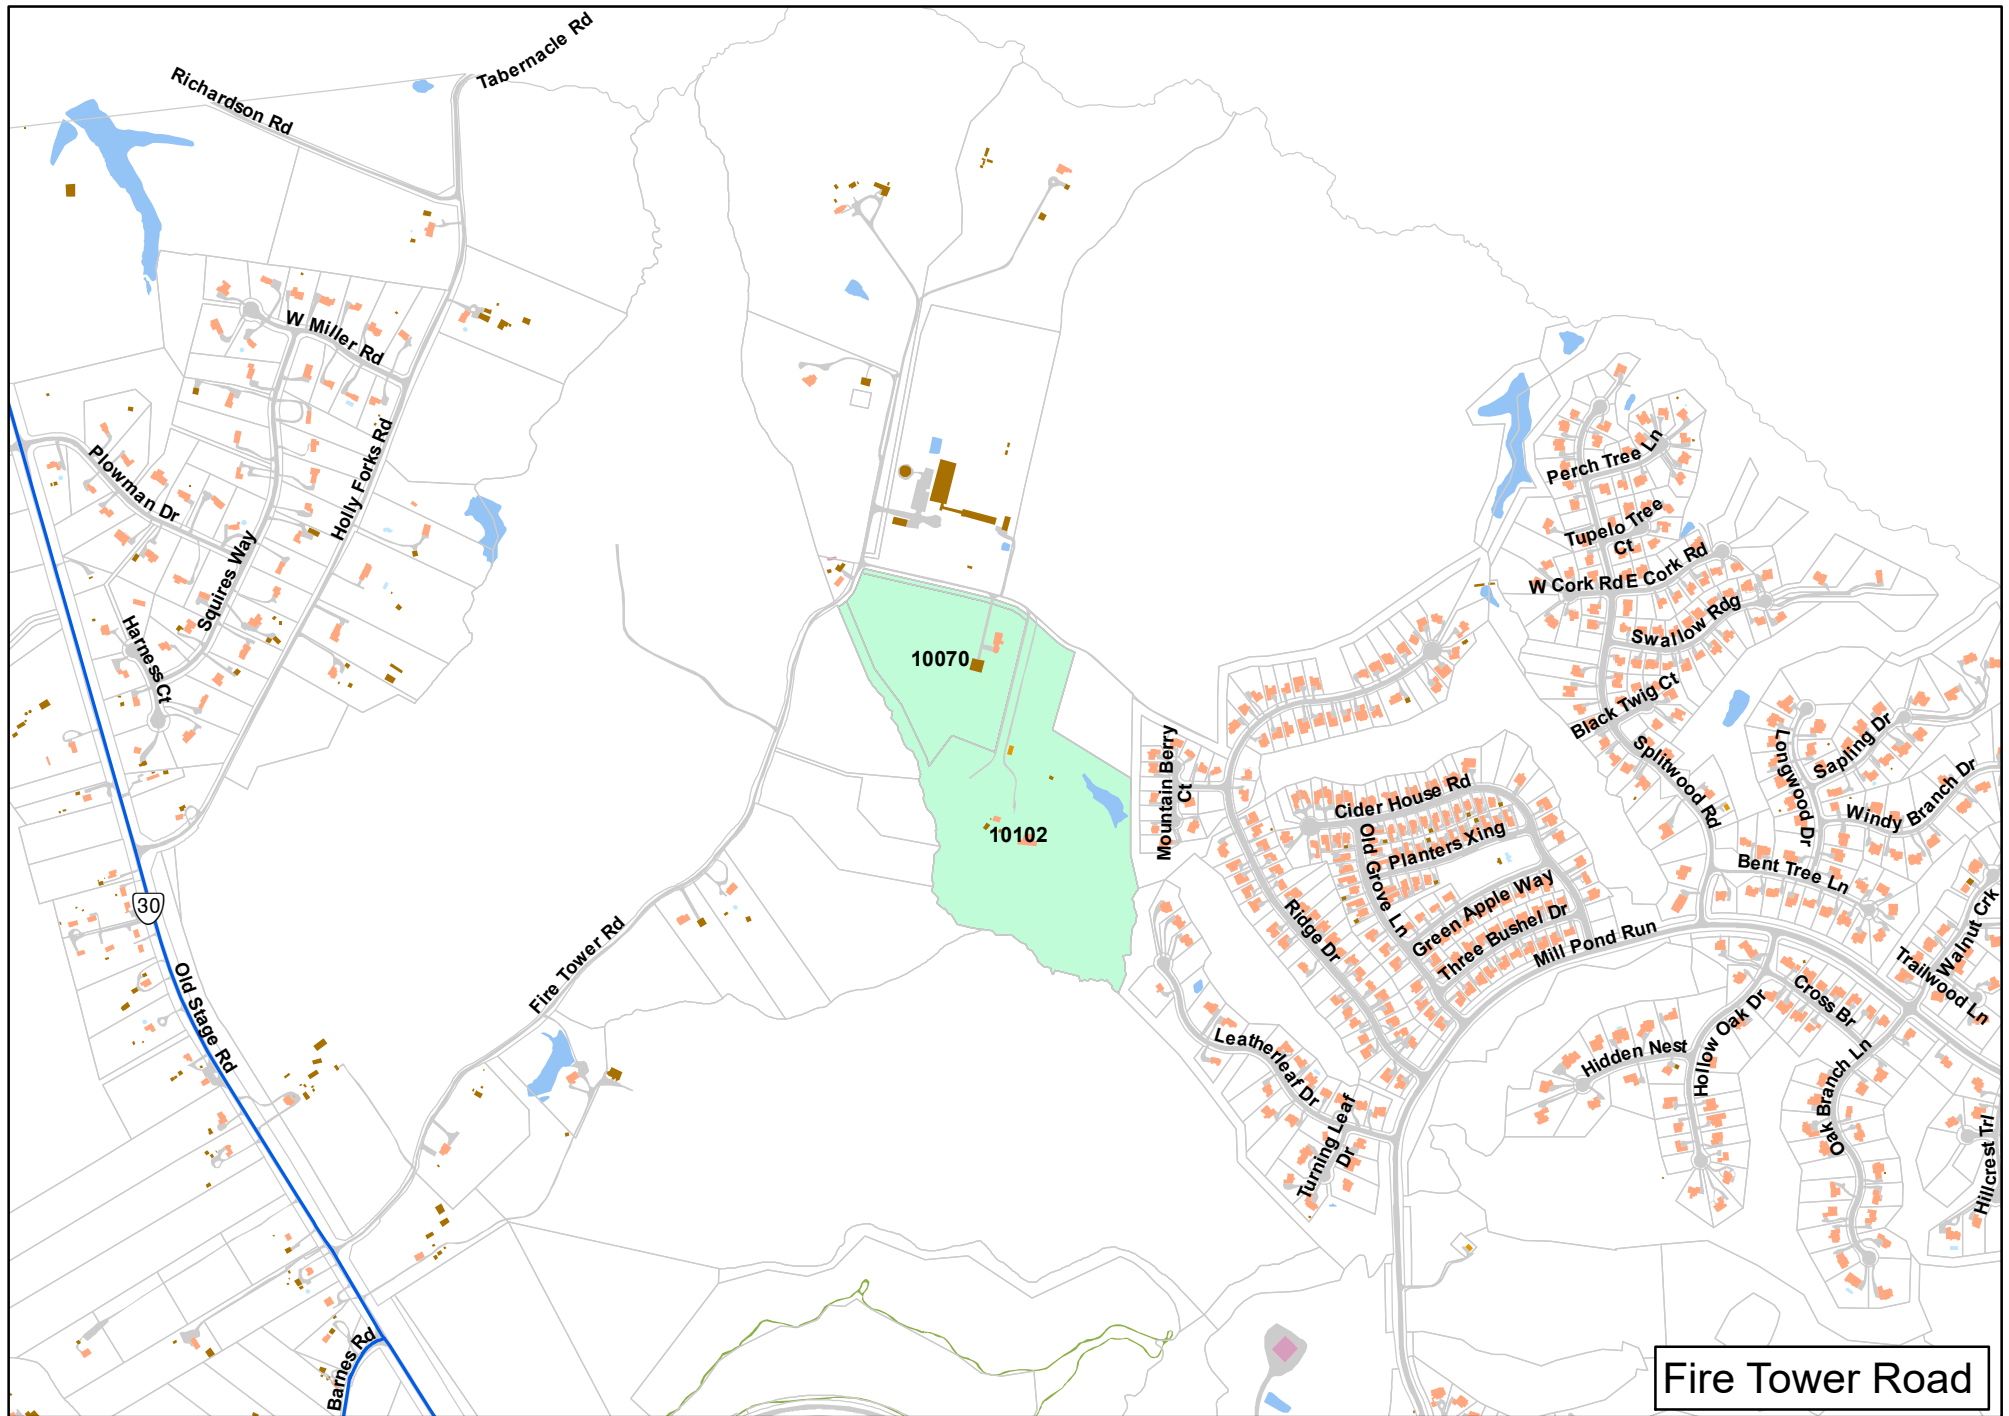 Tabernacle Rd
Richardson Rd
W Miller Rd
Holly Forks Rd
Plowman Dr
Squires Way
Harness Ct
30
Old Stage Rd
Fire Tower Rd
Barnes Rd
10070
10102
Perch Tree Ln
Tupelo Tree
Ct
W Cork Rd
E Cork Rd
Swallow Rdg
Black Twig Ct
Splitwood Rd
Longwood Dr
Sapling Dr
Windy Branch Dr
Bent Tree Ln
Mountain Berry
Ct
Cider House Rd
Old Grove Ln
Planters Xing
Green Apple Way
Three Bushel Dr
Mill Pond Run
Ridge Dr
Walnut Crk
Trailwood Ln
Cross Br
Hollow Oak Dr
Hidden Nest
Oak Branch Ln
Leatherleaf Dr
Turning Leaf
Dr
Hillcrest Trl
Fire Tower Road